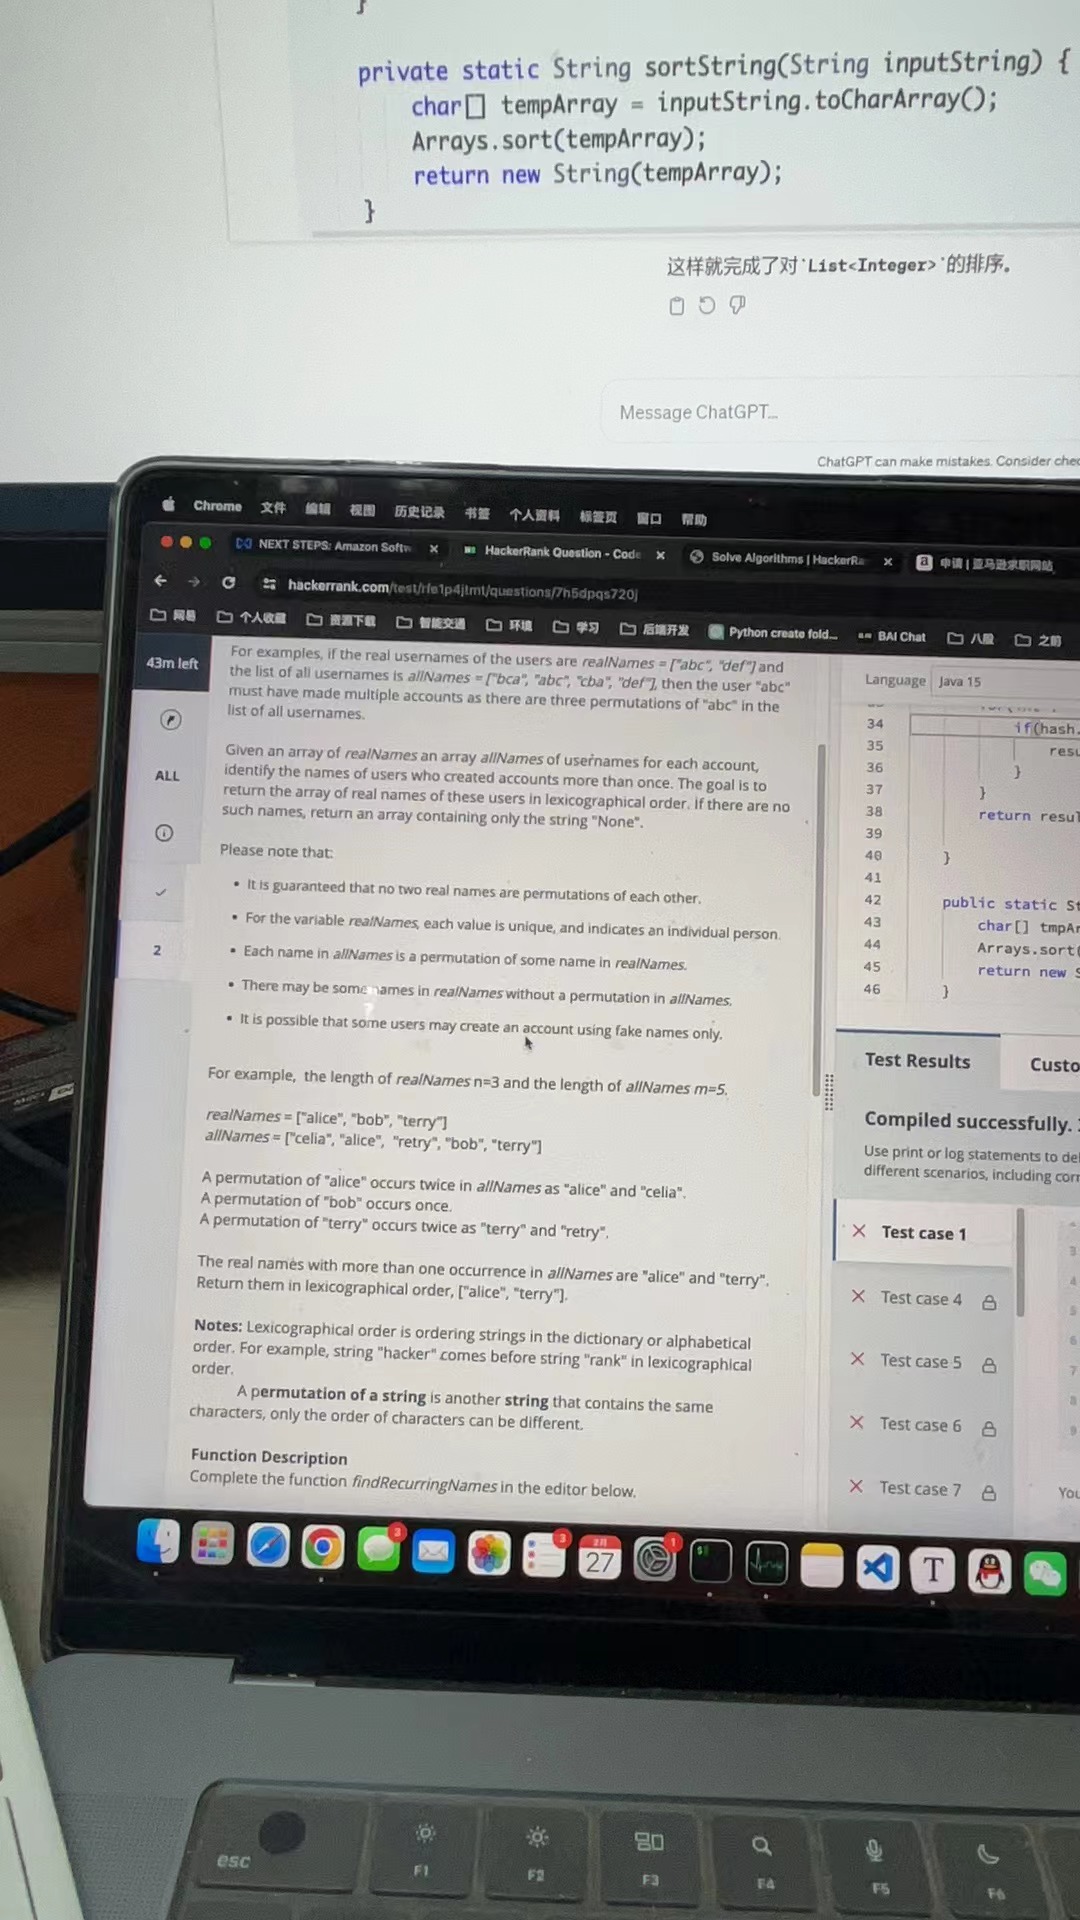 }
private static String sortString(String inputString) {
char[] tempArray = inputString.toCharArray();
Arrays.sort(tempArray);
return new String(tempArray);
}
这样就完成了对`List<Integer>`的排序。
Message ChatGPT...
ChatGPT can make mistakes. Consider
Chrome 文件 编辑 视图 历史记录 书签 个人资料 标签页 窗口 帮助
NEXT STEPS: Amazon Softw
HackerRank Question - Code
Solve Algorithms | HackerRa
申请 | 亚马逊求职网站
hackerrank.com/test/rfe1p4jtmt/questions/7h5dpqs720j
网易 个人收藏 资源下载 智能交通 环境 学习 后端开发 Python create fold... BAI Chat 八股 之前
43m left
ALL
2
For examples, if the real usernames of the users are realNames = ["abc", "def"] and
the list of all usernames is allNames = ["bca", "abc", "cba", "def"], then the user "abc"
must have made multiple accounts as there are three permutations of "abc" in the
list of all usernames.
Given an array of realNames an array allNames of usernames for each account,
identify the names of users who created accounts more than once. The goal is to
return the array of real names of these users in lexicographical order. If there are no
such names, return an array containing only the string "None".
Please note that:
• It is guaranteed that no two real names are permutations of each other.
• For the variable realNames, each value is unique, and indicates an individual person.
• Each name in allNames is a permutation of some name in realNames.
• There may be some names in realNames without a permutation in allNames.
• It is possible that some users may create an account using fake names only.
For example, the length of realNames n=3 and the length of allNames m=5.
realNames = ["alice", "bob", "terry"]
allNames = ["celia", "alice", "retry", "bob", "terry"]
A permutation of "alice" occurs twice in allNames as "alice" and "celia".
A permutation of "bob" occurs once.
A permutation of "terry" occurs twice as "terry" and "retry".
The real names with more than one occurrence in allNames are "alice" and "terry".
Return them in lexicographical order, ["alice", "terry"].
Notes: Lexicographical order is ordering strings in the dictionary or alphabetical
order. For example, string "hacker" comes before string "rank" in lexicographical
order.
A permutation of a string is another string that contains the same
characters, only the order of characters can be different.
Function Description
Complete the function findRecurringNames in the editor below.
Language Java 15
34 if(hash.
35 resu
36 }
37 }
38 return resul
39
40 }
41
42 public static St
43 char[] tmpAr
44 Arrays.sort(
45 return new S
46 }
Test Results
Custo
Compiled successfully.
Use print or log statements to de
different scenarios, including corr
Test case 1
Test case 4
Test case 5
Test case 6
Test case 7
You
3
3
2月
27
1
T
esc
F1
F2
F3
F4
F5
F6